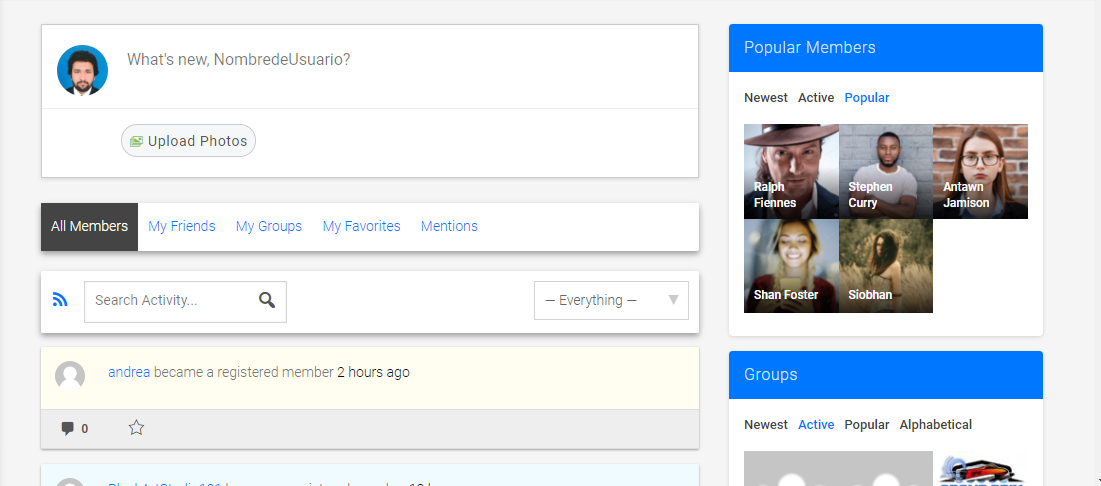 What's new, NombredeUsuario?
Upload Photos
All Members My Friends My Groups My Favorites Mentions
Search Activity...
— Everything —
andrea became a registered member 2 hours ago
0
Popular Members
Newest Active Popular
Ralph Fiennes
Stephen Curry
Antawn Jamison
Shan Foster
Siobhan
Groups
Newest Active Popular Alphabetical